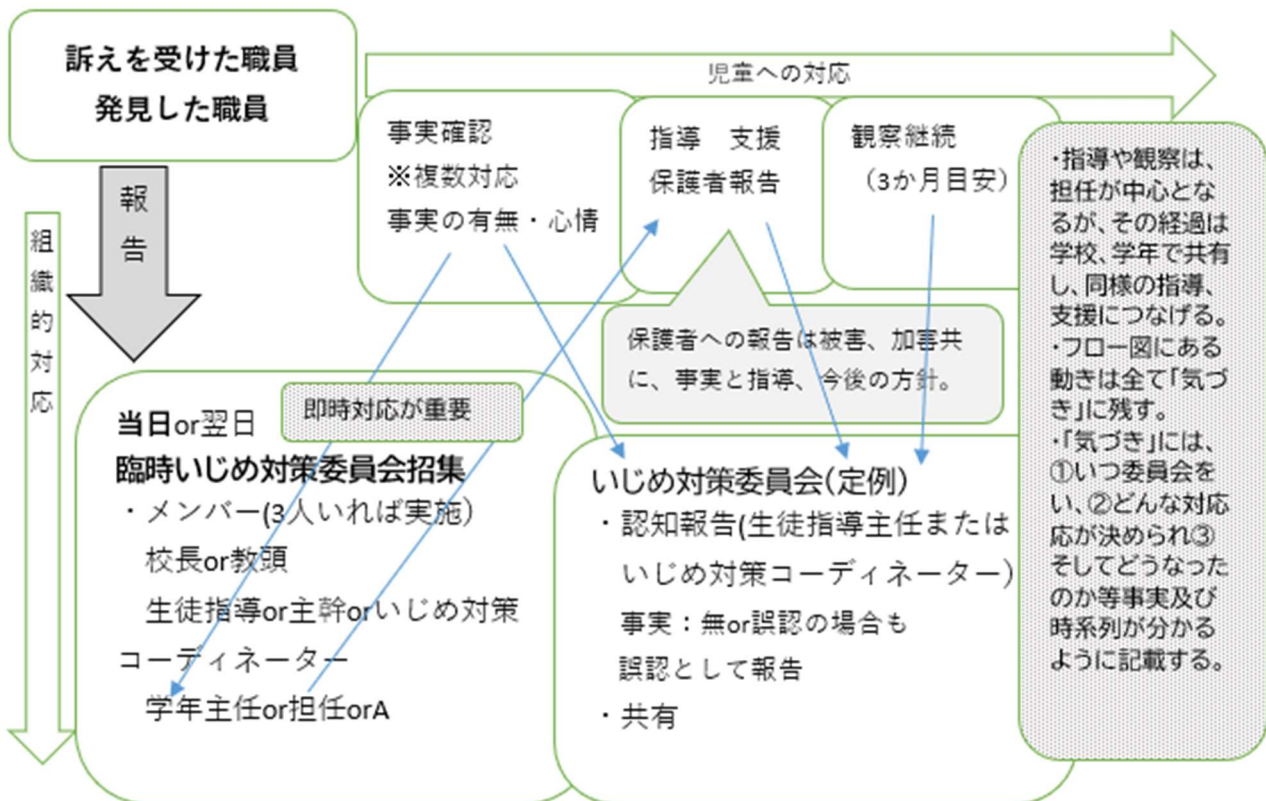 訴えを受けた職員
発見した職員
児童への対応
報
告
組
織
的
対
応
事実確認
※複数対応
事実の有無・心情
指導　支援
保護者報告
観察継続
（3か月目安）
保護者への報告は被害、加害共
に、事実と指導、今後の方針。
・指導や観察は、
担任が中心とな
るが、その経過は
学校、学年で共有
し、同様の指導、
支援につなげる。
・フロー図にある
動きは全て「気づ
き」に残す。
・「気づき」には、
①いつ委員会を
い、②どんな対応
応が決められ③
そしてどうなった
のか等事実及び
時系列が分かる
ように記載する。
即時対応が重要
当日or翌日
臨時いじめ対策委員会招集
・メンバー(3人いれば実施）
校長or教頭
生徒指導or主幹orいじめ対策
コーディネーター
学年主任or担任orA
いじめ対策委員会(定例)
・認知報告(生徒指導主任または
いじめ対策コーディネーター）
事実：無or誤認の場合も
誤認として報告
・共有